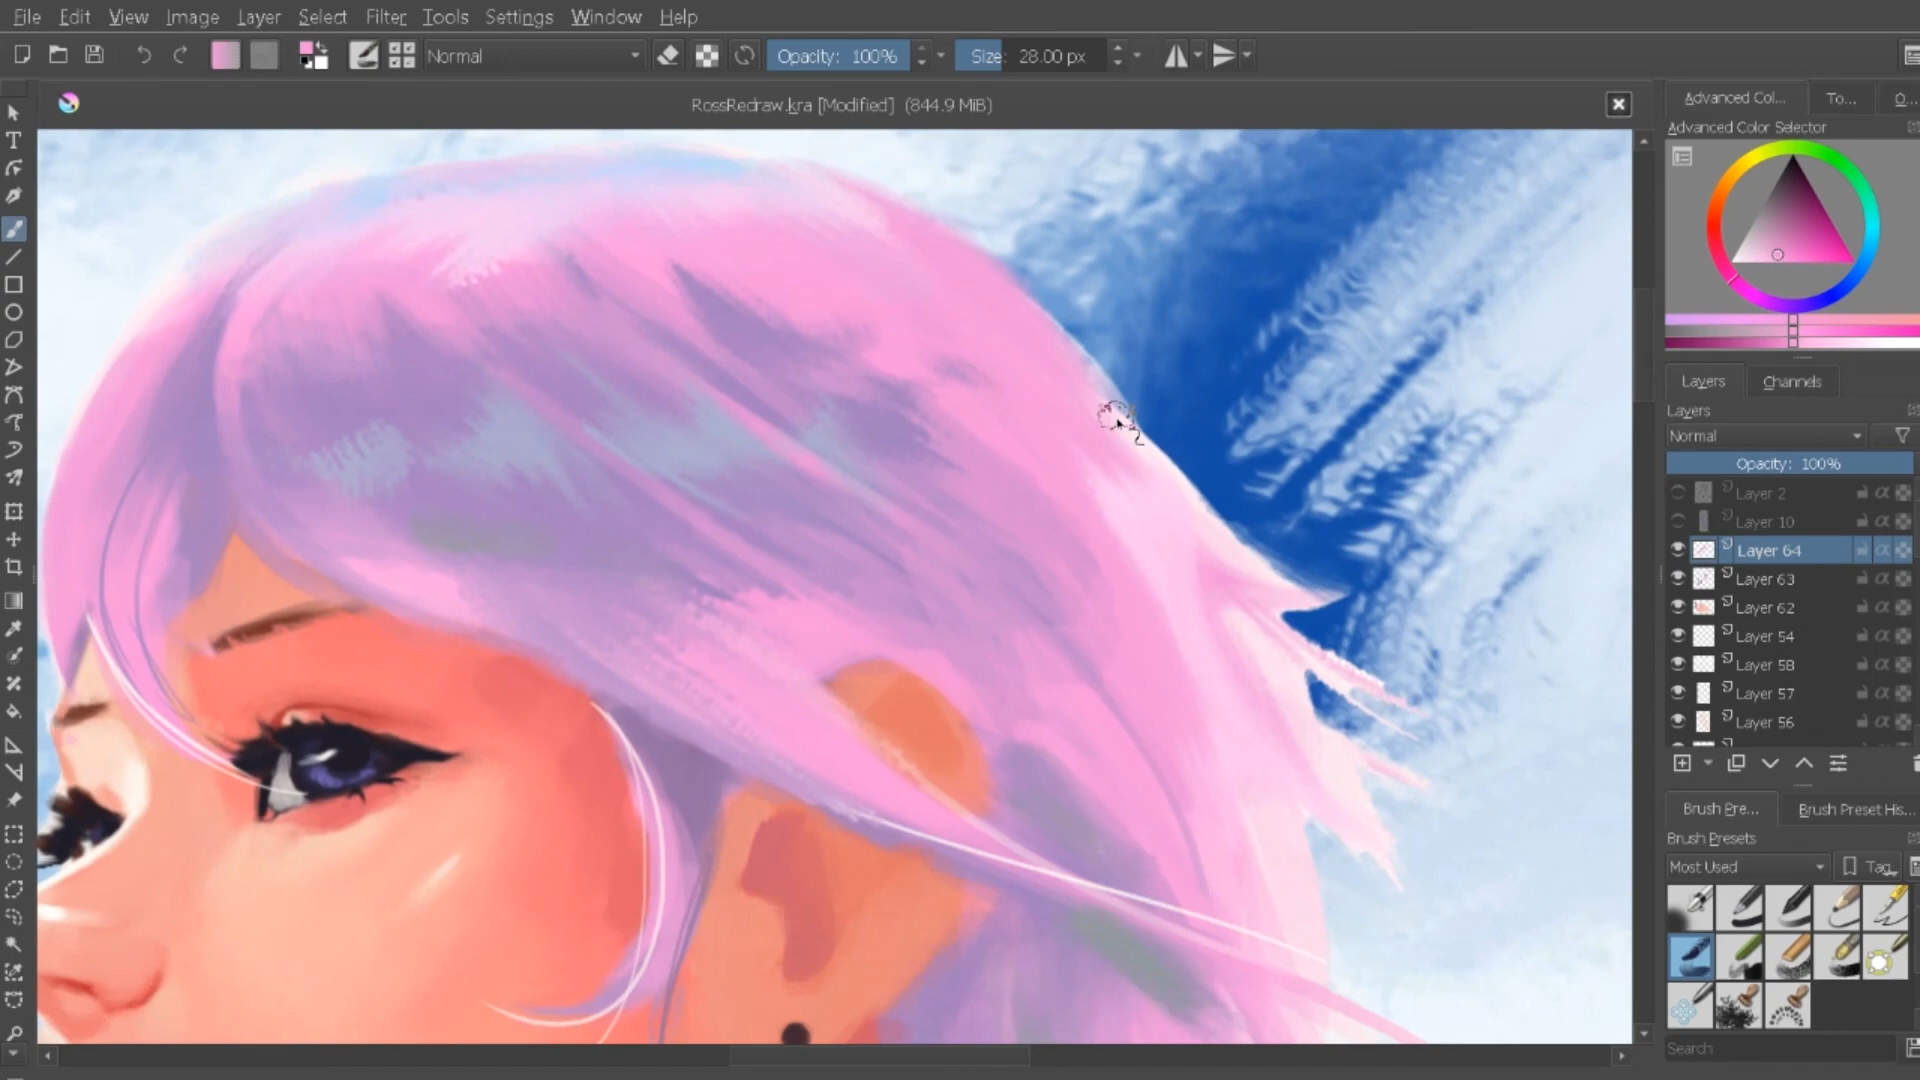 File Edit View Image Layer Select Filter Tools Settings Window Help
Normal Opacity: 100% Size: 28.00 px
RossRedraw.kra [Modified] (844.9 MiB)
Advanced Col... To... O...
Advanced Color Selector
Layers Channels
Layers
Normal
Opacity: 100%
Layer 2
Layer 10
Layer 64
Layer 63
Layer 62
Layer 54
Layer 58
Layer 57
Layer 56
Brush Pre... Brush Preset His...
Brush Presets
Most Used Tag
Search